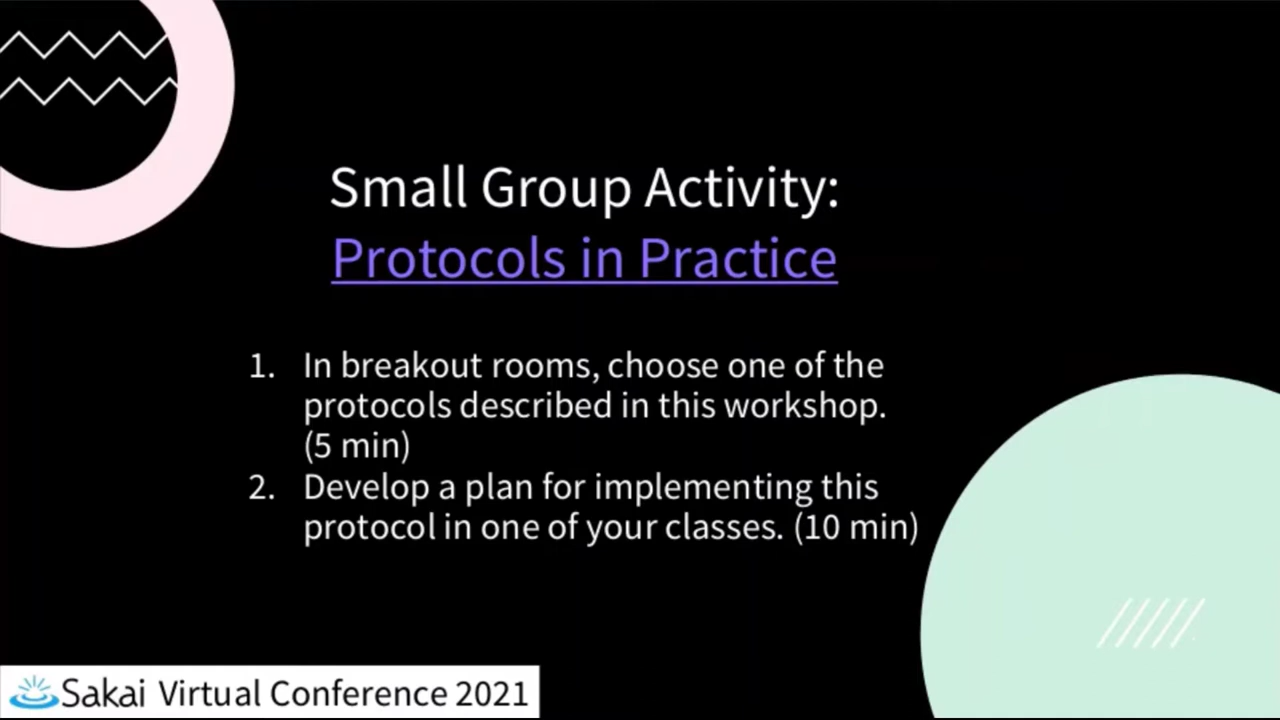 Small Group Activity:
Protocols in Practice
1. In breakout rooms, choose one of the
protocols described in this workshop.
(5 min)
2. Develop a plan for implementing this
protocol in one of your classes. (10 min)
Sakai Virtual Conference 2021